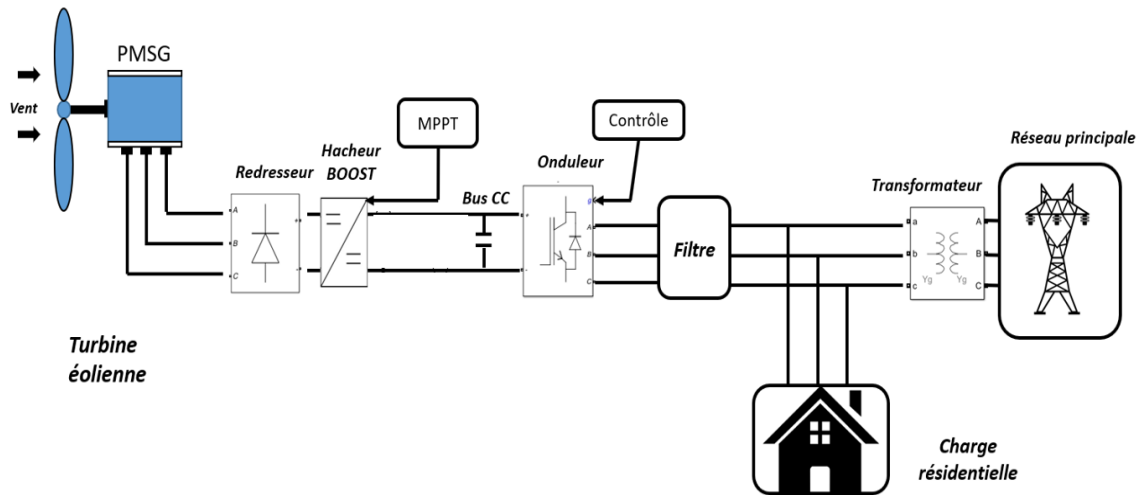 PMSG
Vent
MPPT
Contrôle
Redresseur
Hacheur
BOOST
Bus CC
Onduleur
Filtre
Transformateur
Réseau principale
A
B
C
+
-
+
-
g
A
B
C
a
b
c
Yg
Yg
A
B
C
Turbine
éolienne
Charge
résidentielle